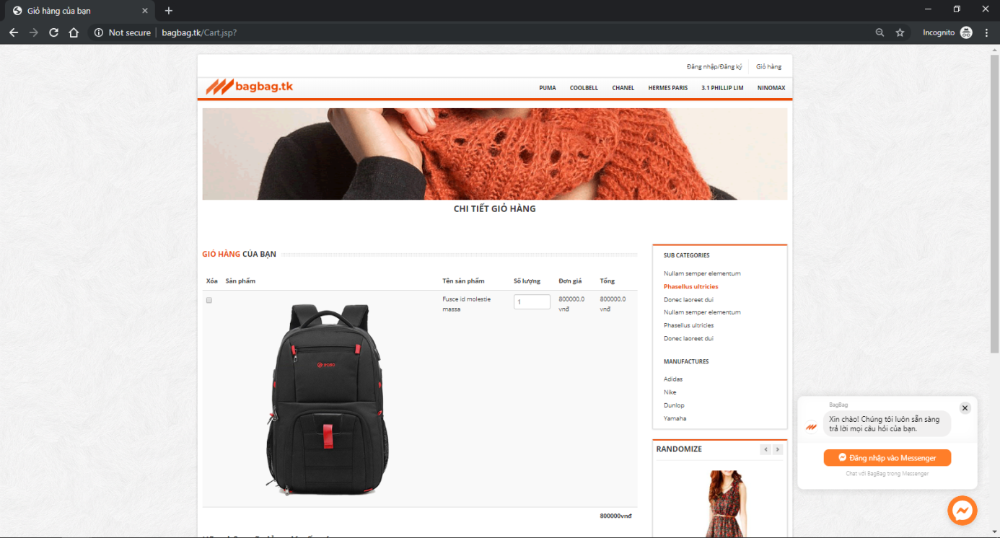 Giỏ hàng của bạn
Not secure
bagbag.tk/Cart.jsp?
Incognito
Đăng nhập/Đăng ký
Giỏ hàng
bagbag.tk
PUMA
COOLBELL
CHANEL
HERMES PARIS
3.1 PHILLIP LIM
NINOMAX
CHI TIẾT GIỎ HÀNG
GIỎ HÀNG CỦA BẠN
Xóa
Sản phẩm
Tên sản phẩm
Số lượng
Đơn giá
Tổng
Fusce id molestie
massa
1
800000.0
vnđ
800000.0
vnđ
800000vnđ
SUB CATEGORIES
Nullam semper elementum
Phasellus ultricies
Donec laoreet dui
Nullam semper elementum
Phasellus ultricies
Donec laoreet dui
MANUFACTURES
Adidas
Nike
Dunlop
Yamaha
RANDOMIZE
BagBag
Xin chào! Chúng tôi luôn sẵn sàng
trả lời mọi câu hỏi của bạn.
Đăng nhập vào Messenger
Chat với BagBag trong Messenger